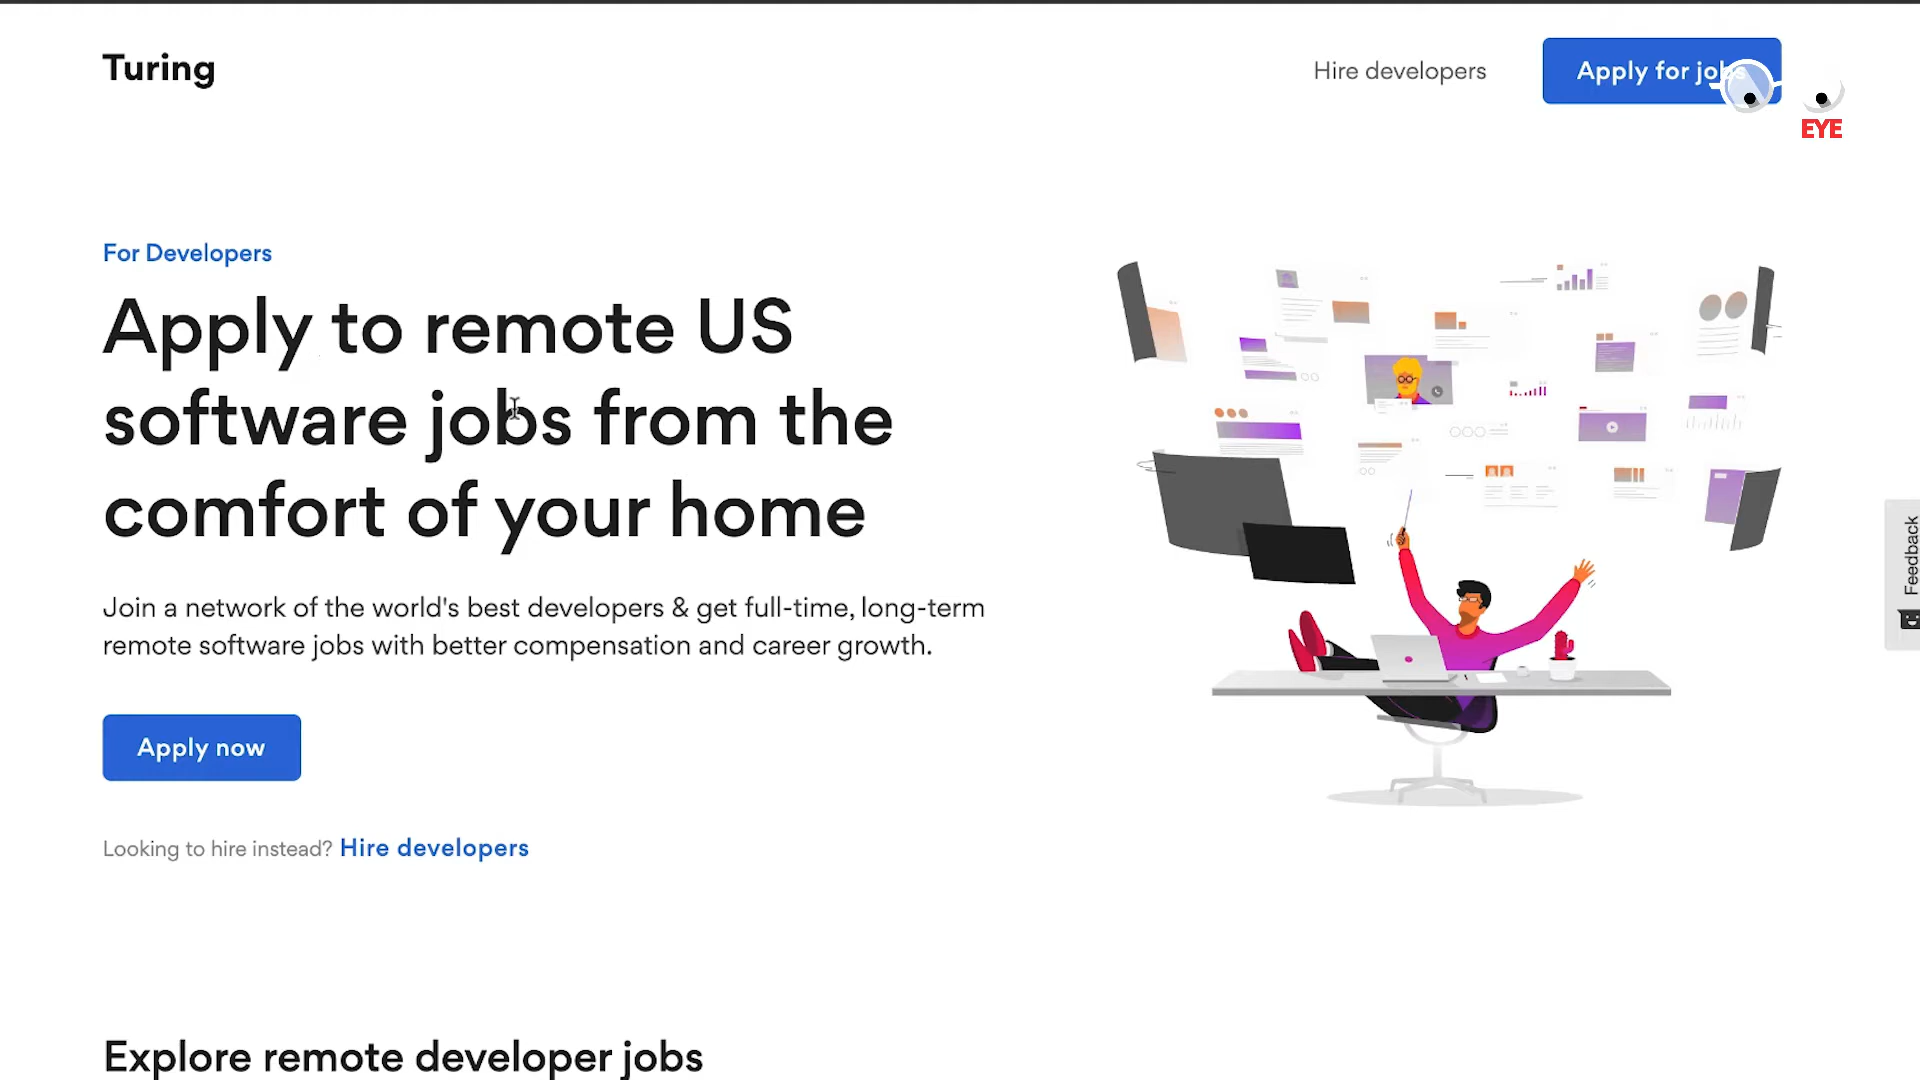 Turing
Hire developers
Apply for jobs
EYE
For Developers
Apply to remote US
software jobs from the
comfort of your home
Join a network of the world's best developers & get full-time, long-term
remote software jobs with better compensation and career growth.
Apply now
Looking to hire instead? Hire developers
Feedback
Explore remote developer jobs